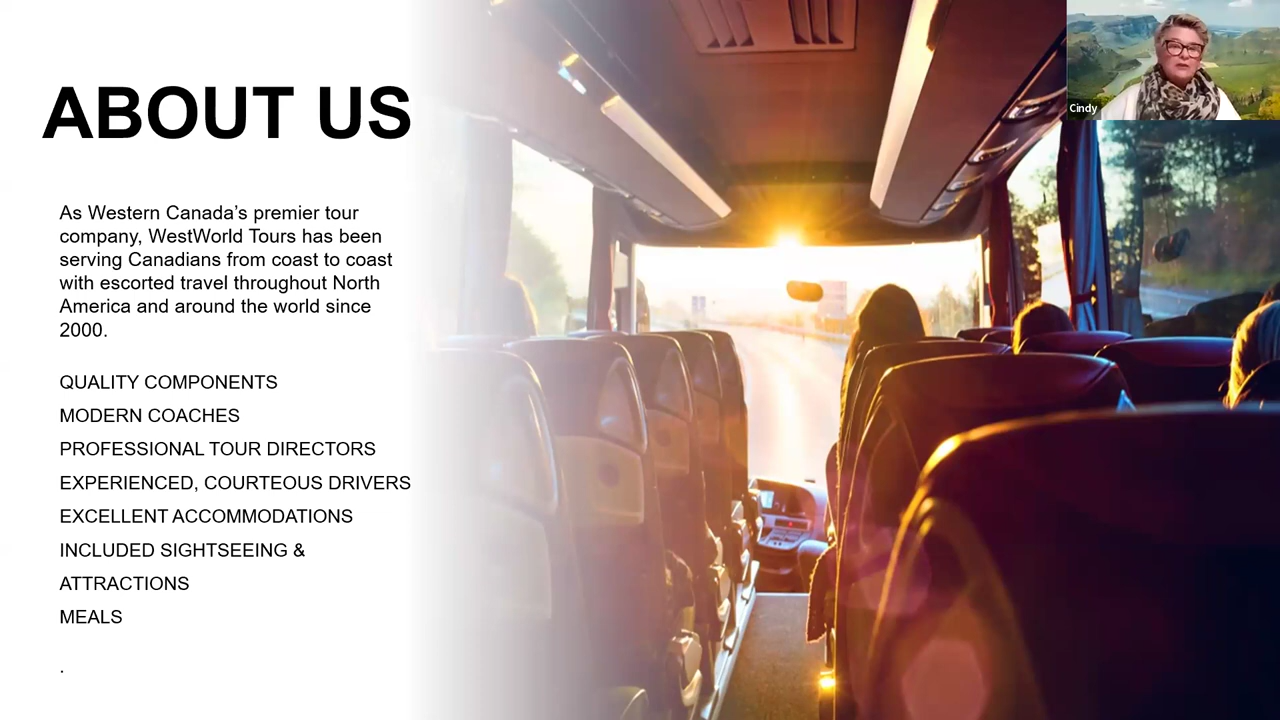 ABOUT US
As Western Canada’s premier tour
company, WestWorld Tours has been
serving Canadians from coast to coast
with escorted travel throughout North
America and around the world since
2000.
QUALITY COMPONENTS
MODERN COACHES
PROFESSIONAL TOUR DIRECTORS
EXPERIENCED, COURTEOUS DRIVERS
EXCELLENT ACCOMMODATIONS
INCLUDED SIGHTSEEING &
ATTRACTIONS
MEALS
.
Cindy